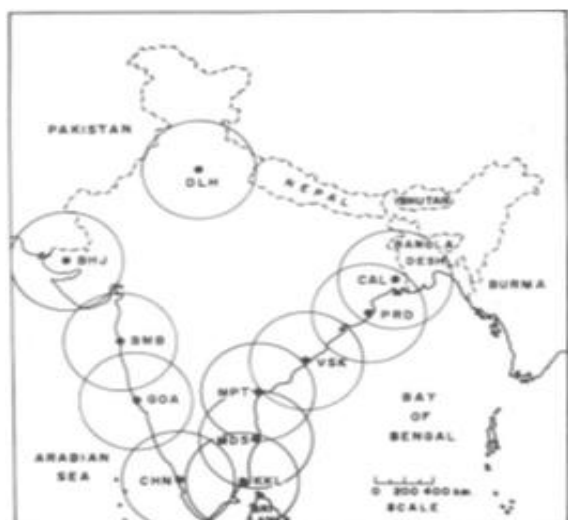 PAKISTAN
DLH
NEPAL
BHUTAN
BANGLA
DESH
BHJ
CAL
BURMA
PRD
BMB
VSK
GOA
MPT
BAY
OF
BENGAL
MDS
ARABIAN
SEA
CHN
KKL
0 200 400 km
SCALE
SRI